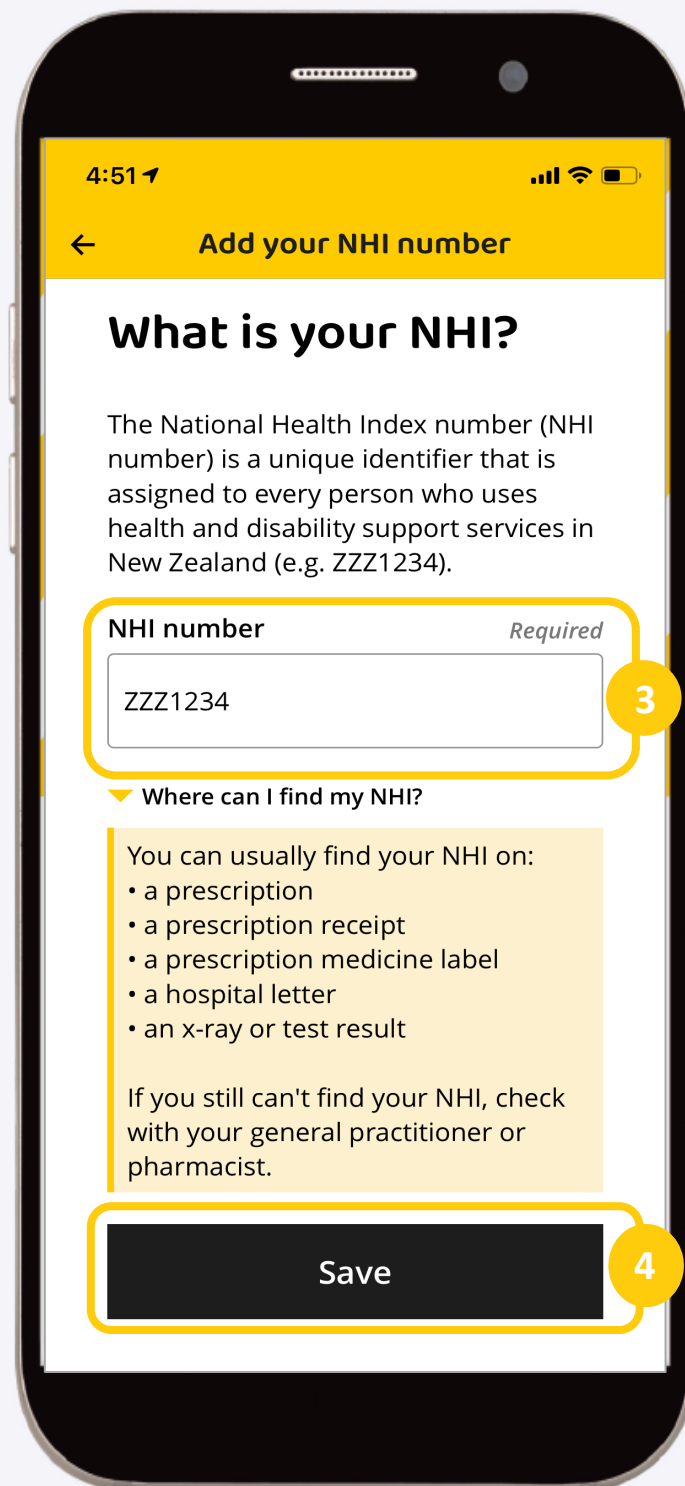 4:51
Add your NHI number
What is your NHI?
The National Health Index number (NHI
number) is a unique identifier that is
assigned to every person who uses
health and disability support services in
New Zealand (e.g. ZZZ1234).
NHI number Required
ZZZ1234
3
Where can I find my NHI?
You can usually find your NHI on:
• a prescription
• a prescription receipt
• a prescription medicine label
• a hospital letter
• an x-ray or test result
If you still can't find your NHI, check
with your general practitioner or
pharmacist.
Save
4